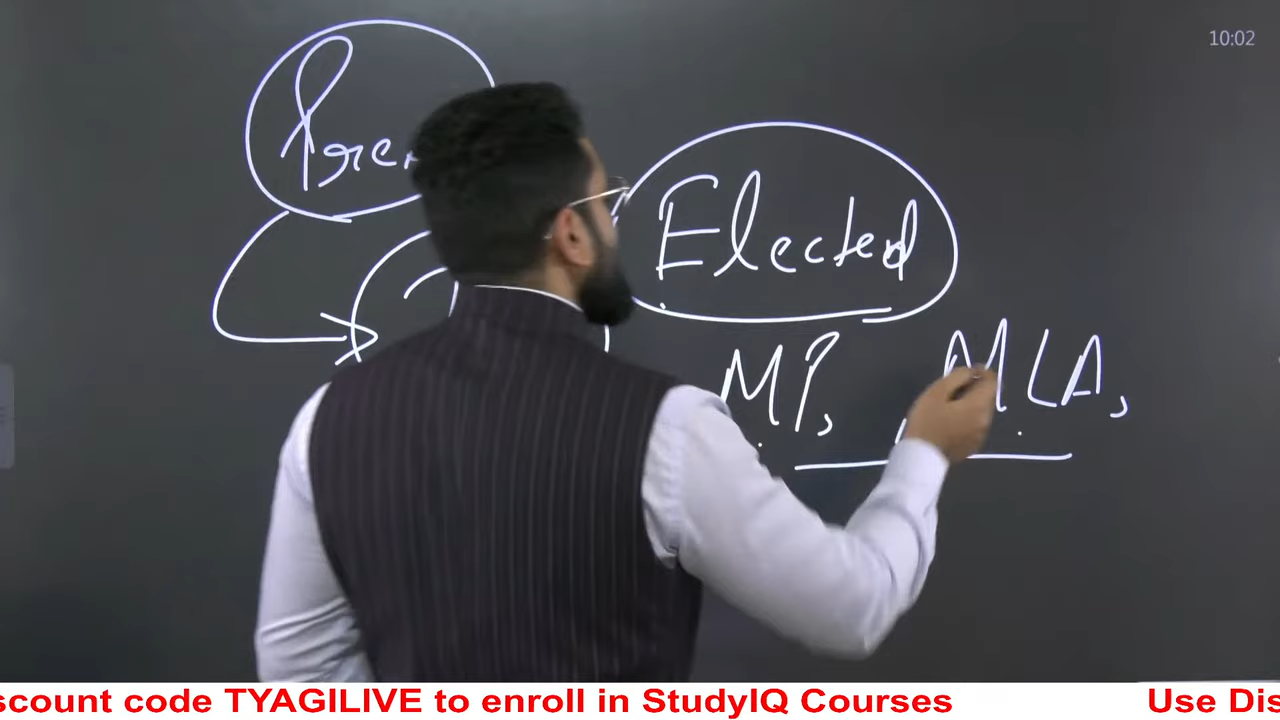 10:02
Elected
MP, MLA,
scount code TYAGILIVE to enroll in StudyIQ Courses Use Dis